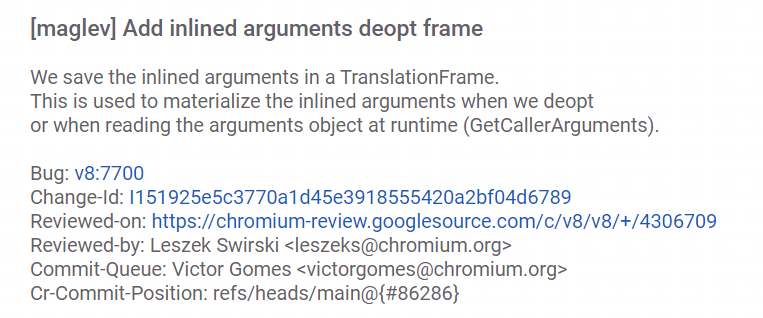 [maglev] Add inlined arguments deopt frame
We save the inlined arguments in a TranslationFrame.
This is used to materialize the inlined arguments when we deopt
or when reading the arguments object at runtime (GetCallerArguments).
Bug: v8:7700
Change-Id: I151925e5c3770a1d45e3918555420a2bf04d6789
Reviewed-on: https://chromium-review.googlesource.com/c/v8/v8/+/4306709
Reviewed-by: Leszek Swirski <leszeks@chromium.org>
Commit-Queue: Victor Gomes <victorgomes@chromium.org>
Cr-Commit-Position: refs/heads/main@{#86286}